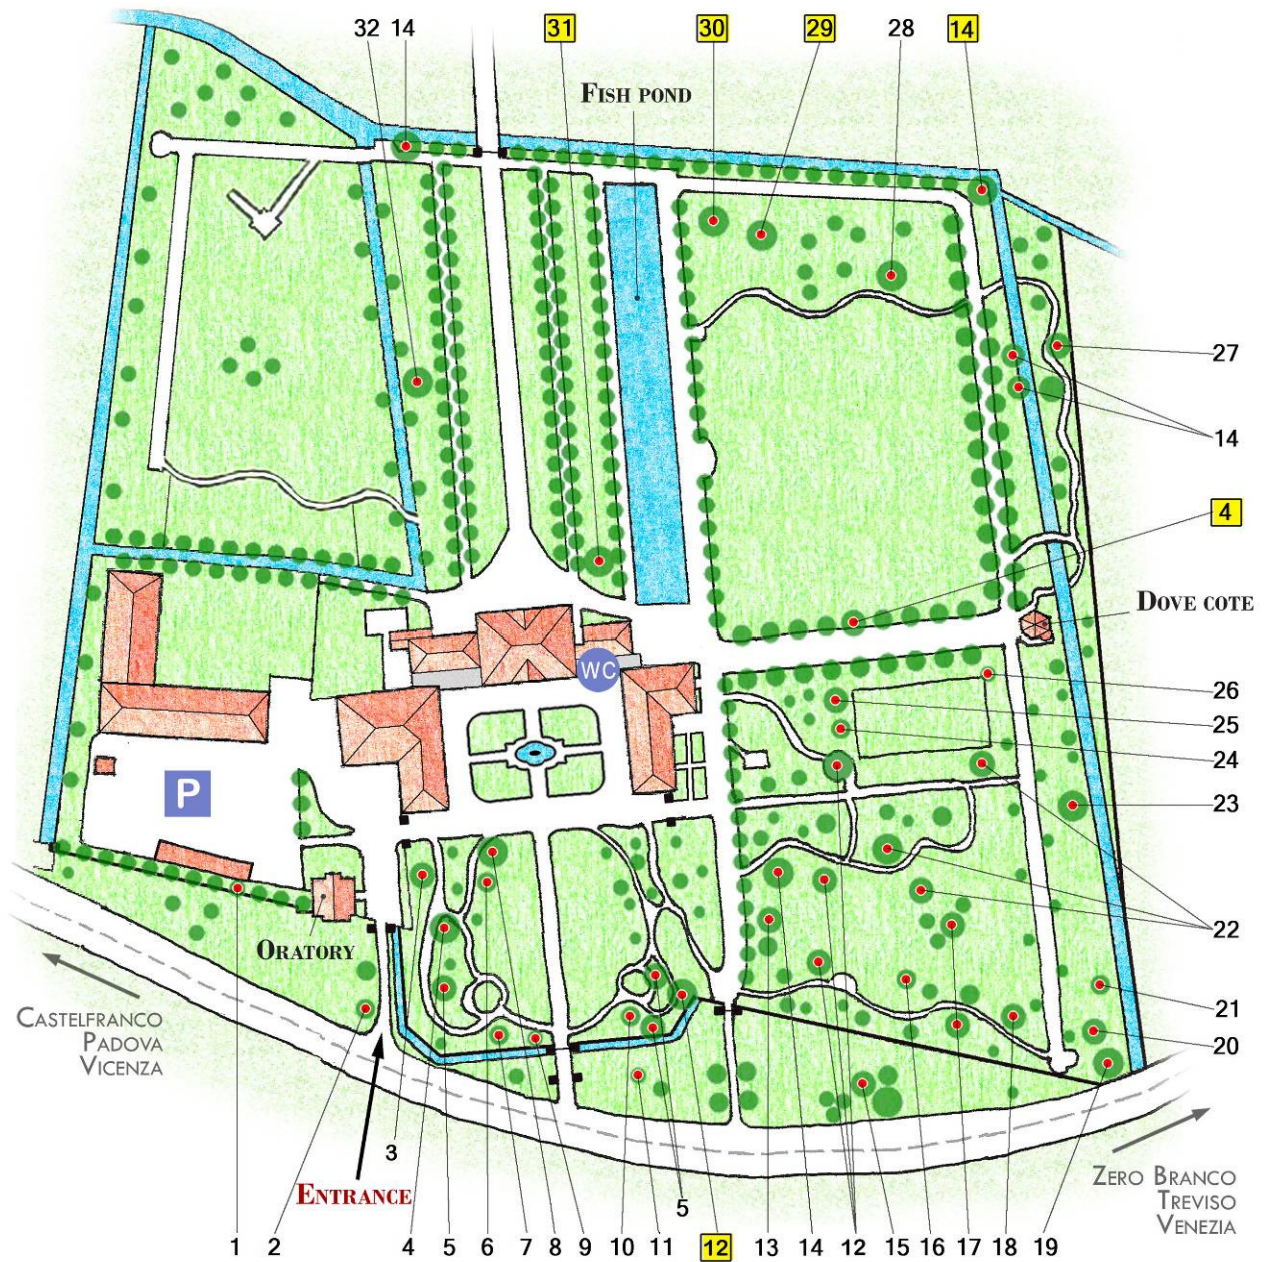 32 14 31 30 29 28 14
FISH POND
27
14
4
DOVE COTE
26
25
24
23
22
21
20
WC
P
ORATORY
CASTELFRANCO
PADOVA
VICENZA
ENTRANCE
3
5
ZERO BRANCO
TREVISO
VENEZIA
1 2 4 5 6 7 8 9 10 11 12 13 14 12 15 16 17 18 19